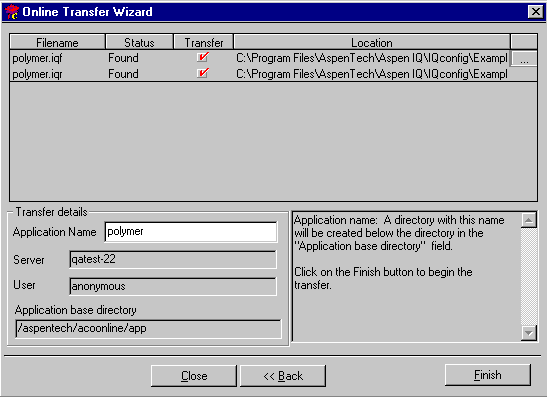 Online Transfer Wizard
Filename Status Transfer Location
polymer.iqf Found C:\Program Files\AspenTech\Aspen IQ\IQconfig\Exampl ...
polymer.iqr Found C:\Program Files\AspenTech\Aspen IQ\IQconfig\Exampl
Transfer details
Application Name polymer
Server qatest-22
User anonymous
Application base directory
/aspentech/acoonline/app
Application name: A directory with this name
will be created below the directory in the
"Application base directory" field.
Click on the Finish button to begin the
transfer.
Close << Back Finish